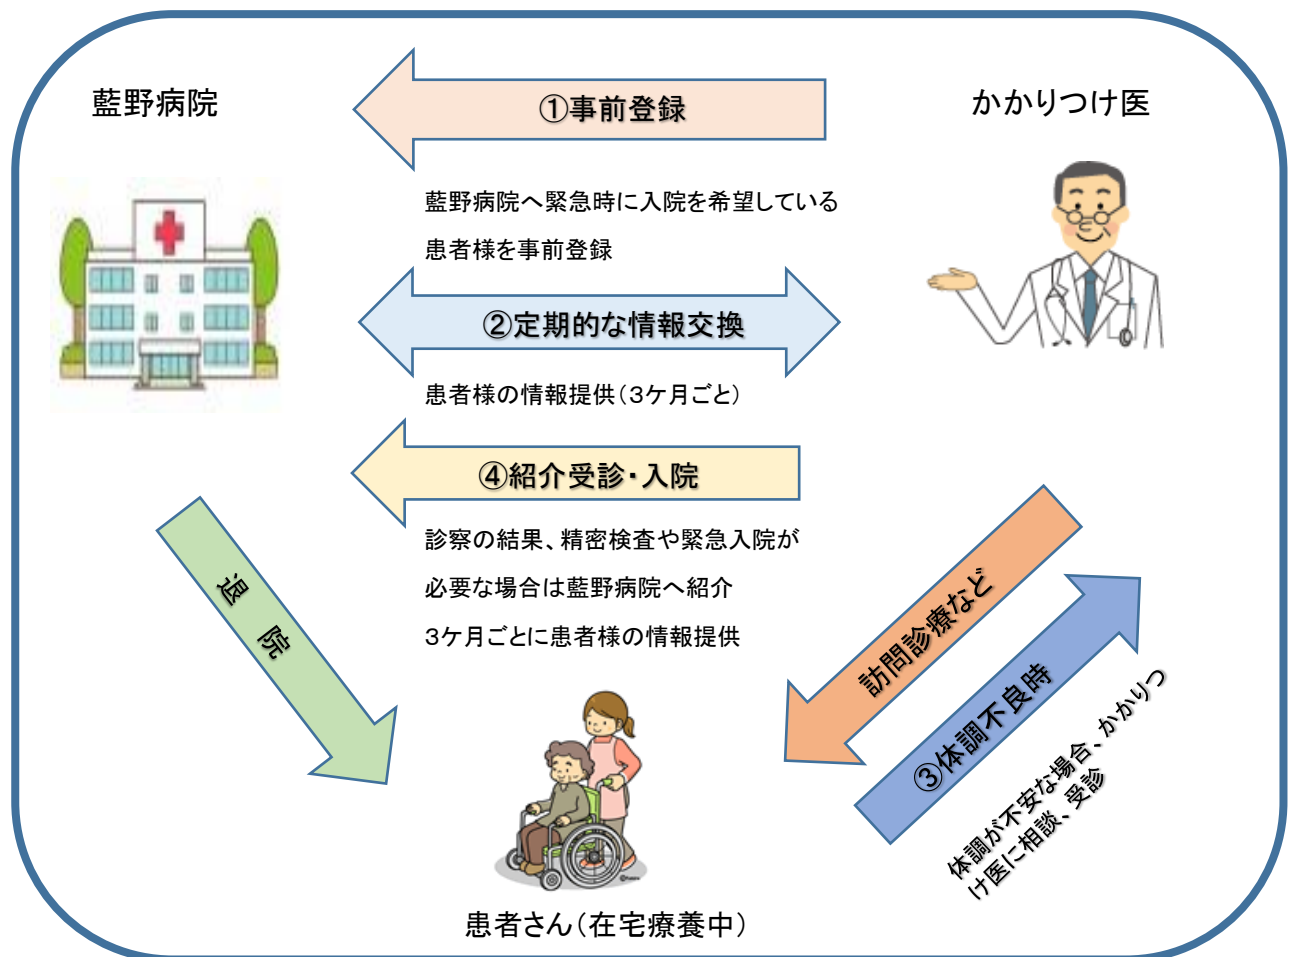 藍野病院
①事前登録
かかりつけ医
藍野病院へ緊急時に入院を希望している
患者様を事前登録
②定期的な情報交換
患者様の情報提供（３ケ月ごと）
④紹介受診・入院
診察の結果、精密検査や緊急入院が
必要な場合は藍野病院へ紹介
３ケ月ごとに患者様の情報提供
退 院
訪問診療など
③体調不良時
体調が不安な場合、かかりつ
け医に相談、受診
患者さん（在宅療養中）